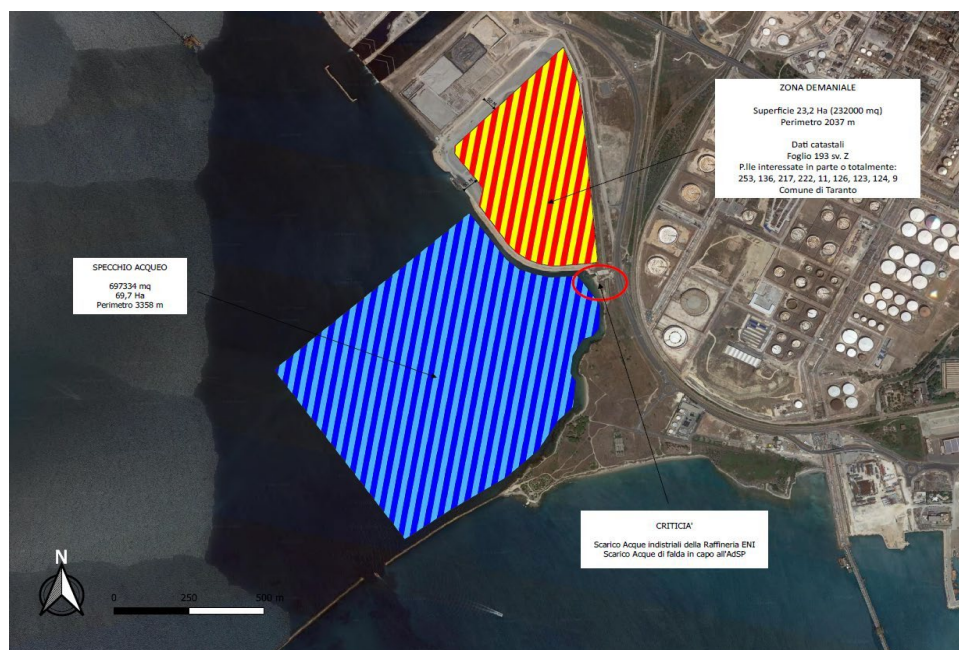 ZONA DEMANIALE
Superficie 23,2 Ha (232000 mq)
Perimetro 2037 m
Dati catastali
Foglio 193 sv. Z
P.lle interessate in parte o totalmente:
253, 136, 217, 222, 11, 126, 123, 124, 9
Comune di Taranto
SPECCHIO ACQUEO
697334 mq
69,7 Ha
Perimetro 3358 m
CRITICIA'
Scarico Acque indistriali della Raffineria ENI
Scarico Acque di falda in capo all'AdSP
N
0 250 500 m